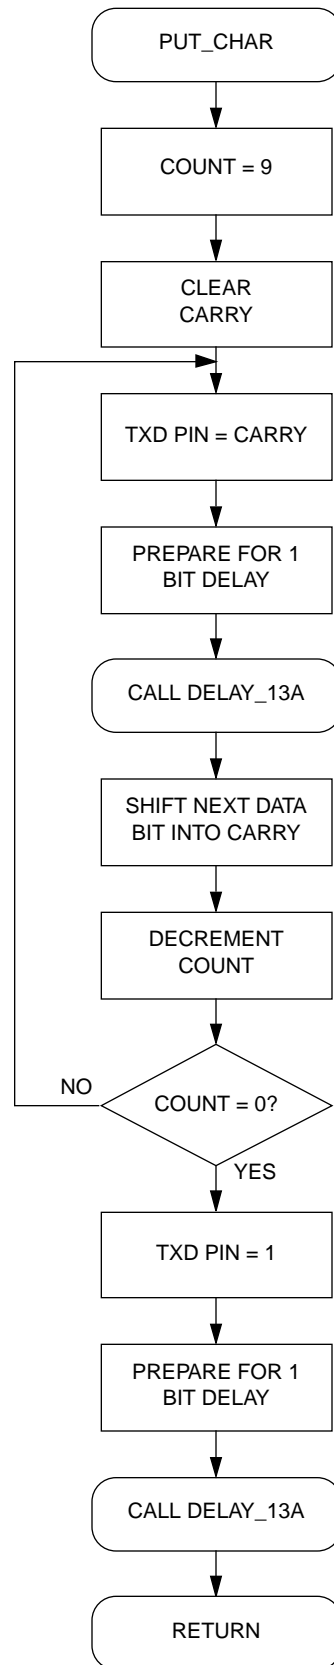 PUT_CHAR
COUNT = 9
CLEAR
CARRY
TXD PIN = CARRY
PREPARE FOR 1
BIT DELAY
CALL DELAY_13A
SHIFT NEXT DATA
BIT INTO CARRY
DECREMENT
COUNT
NO
COUNT = 0?
YES
TXD PIN = 1
PREPARE FOR 1
BIT DELAY
CALL DELAY_13A
RETURN